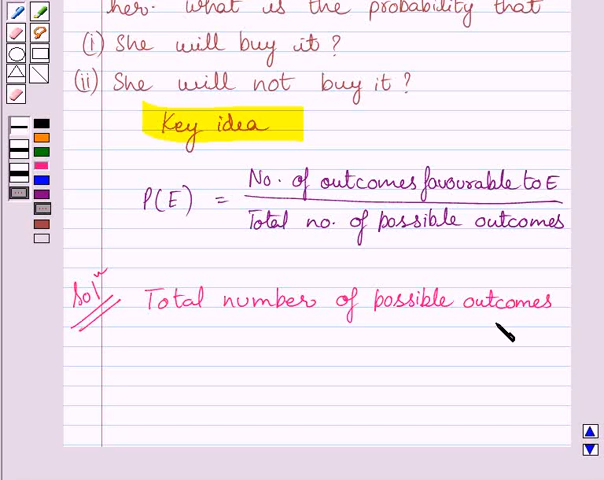 her. What is the probability that
(i) She will buy it?
(ii) She will not buy it?
Key idea
P(E) = No. of outcomes favourable to E
Total no. of possible outcomes
Solⁿ Total number of possible outcomes